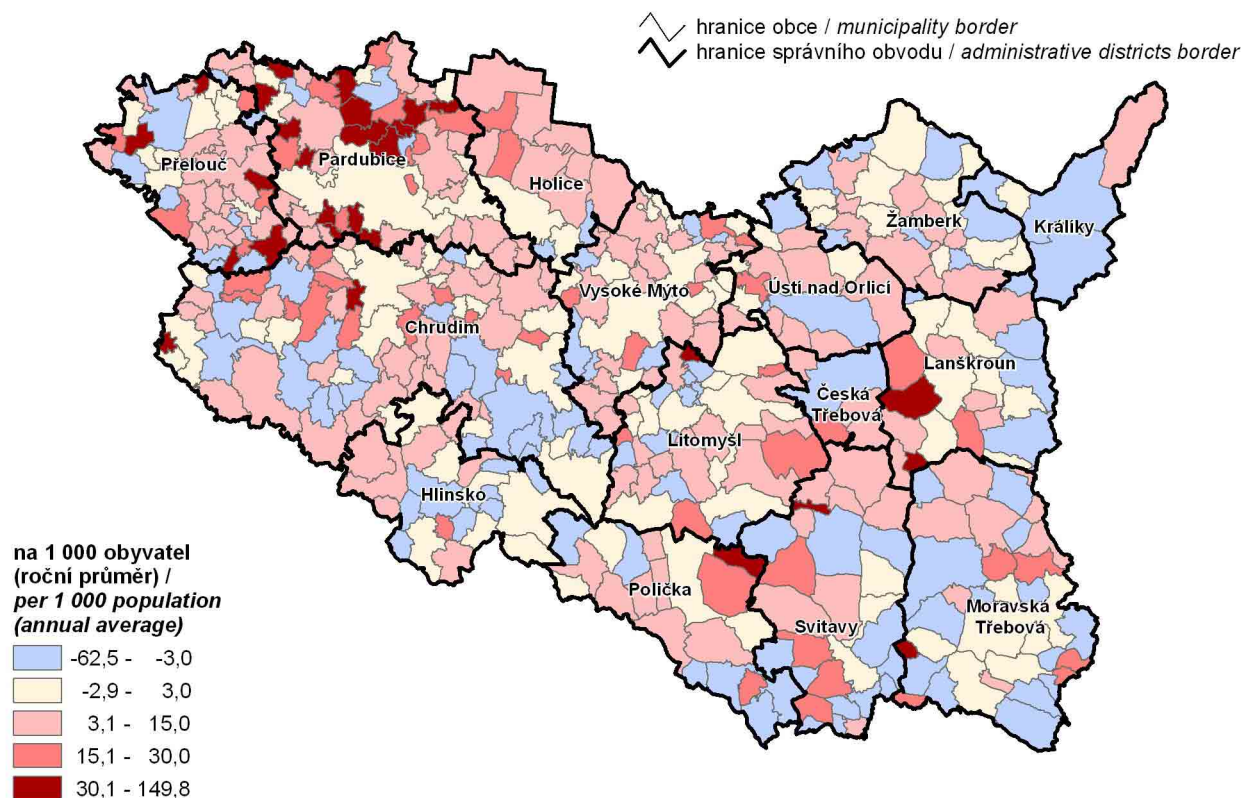 hranice obce / municipality border
hranice správního obvodu / administrative districts border
Přelouč
Pardubice
Holice
Žamberk
Králíky
Vysoké Mýto
Ústí nad Orlicí
Chrudim
Lanškroun
Česká
Třebová
Litomyšl
Hlinsko
Polička
Svitavy
Moravská
Třebová
na 1 000 obyvatel
(roční průměr) /
per 1 000 population
(annual average)
-62,5 - -3,0
-2,9 - 3,0
3,1 - 15,0
15,1 - 30,0
30,1 - 149,8